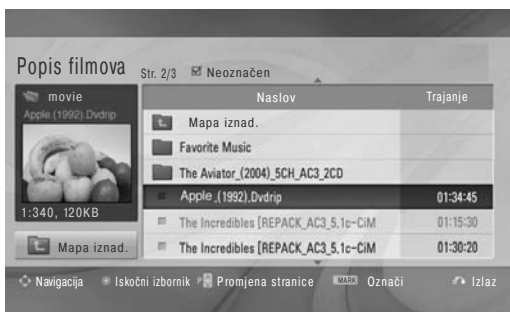 Popis filmova Str. 2/3 Neoznačen
movie
Apple.(1992).Dvdrip
1:340, 120KB
Mapa iznad.
Naslov Trajanje
Mapa iznad.
Favorite Music
The Aviator_(2004)_5CH_AC3_2CD
Apple.(1992).Dvdrip 01:34:45
The Incredibles [REPACK_AC3_5,1c-CiM 01:15:30
The Incredibles [REPACK_AC3_5,1c-CiM 01:30:20
Navigacija Iskočni izbornik P Promjena stranice MARK Označi Izlaz